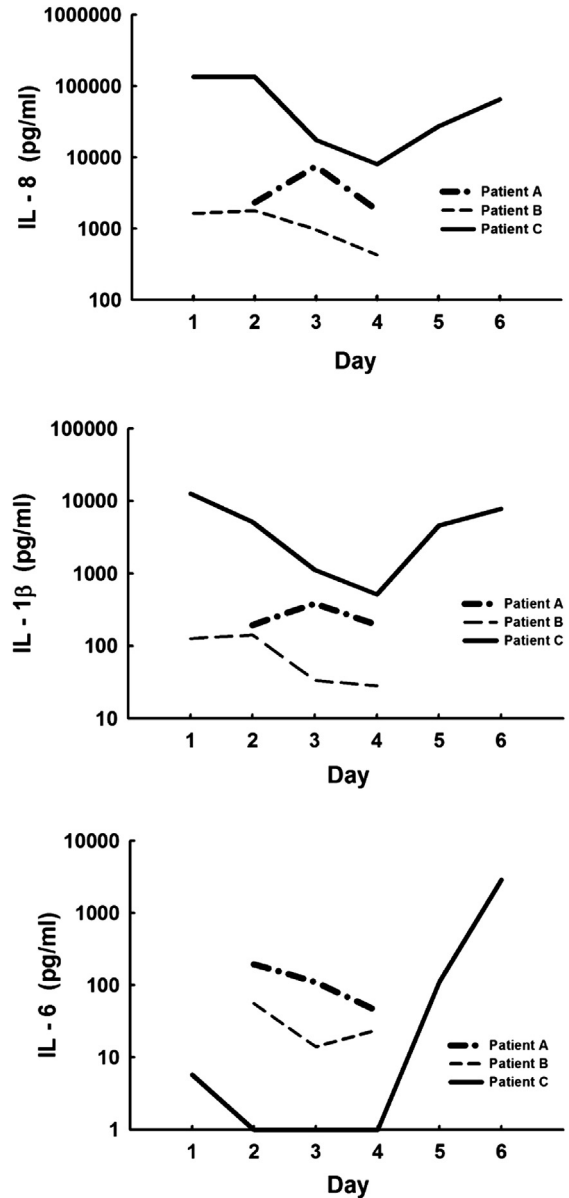 1000000
100000
10000
1000
100
IL - 8 (pg/ml)
Patient A
Patient B
Patient C
1 2 3 4 5 6
Day
100000
10000
1000
100
10
IL - 1β (pg/ml)
Patient A
Patient B
Patient C
1 2 3 4 5 6
Day
10000
1000
100
10
1
IL - 6 (pg/ml)
Patient A
Patient B
Patient C
1 2 3 4 5 6
Day